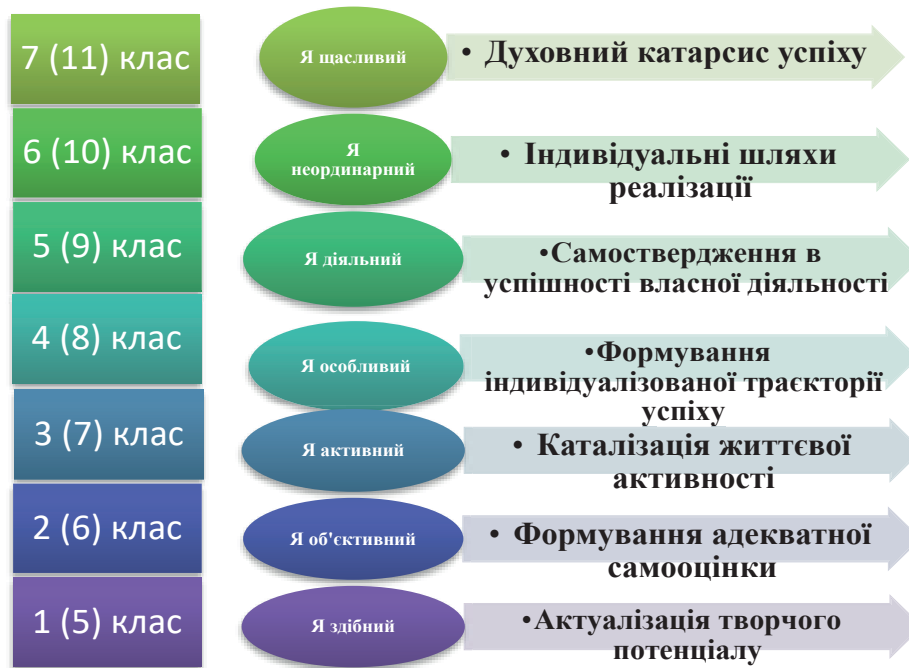 7 (11) клас
Я щасливий
• Духовний катарсис успіху
6 (10) клас
Я
неординарний
• Індивідуальні шляхи
реалізації
5 (9) клас
Я діяльний
•Самоствердження в
успішності власної діяльності
4 (8) клас
Я особливий
•Формування
індивідуалізованої траєкторії
успіху
3 (7) клас
Я активний
• Каталізація життєвої
активності
2 (6) клас
Я об'єктивний
• Формування адекватної
самооцінки
1 (5) клас
Я здібний
•Актуалізація творчого
потенціалу